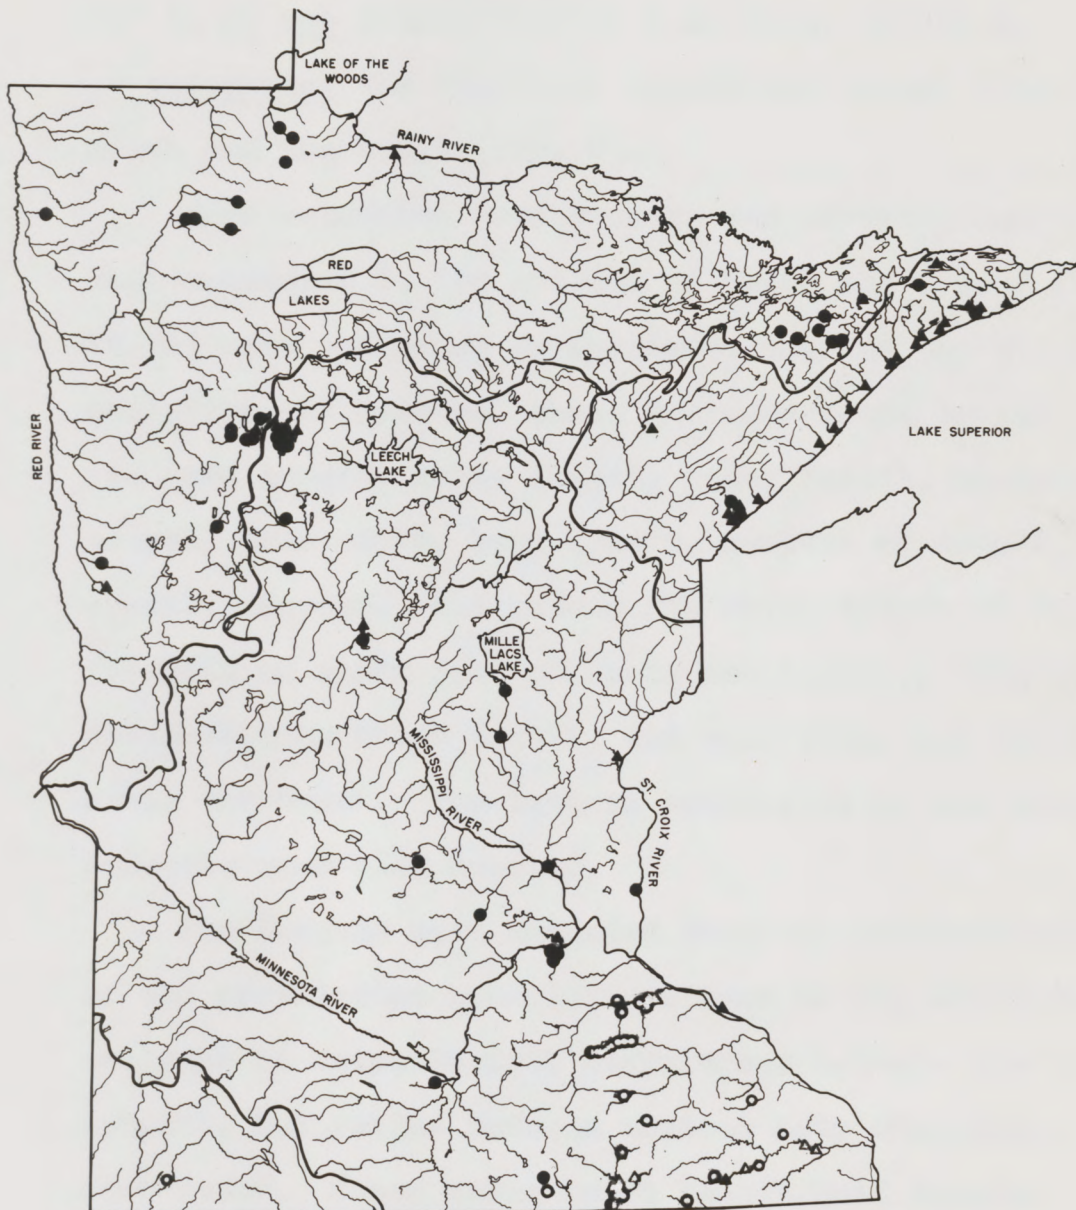 LAKE OF THE
WOODS
RAINY RIVER
RED
LAKES
RED RIVER
LEECH
LAKE
LAKE SUPERIOR
MILLE
LACS
LAKE
MISSISSIPPI
RIVER
ST. CROIX
RIVER
MINNESOTA RIVER